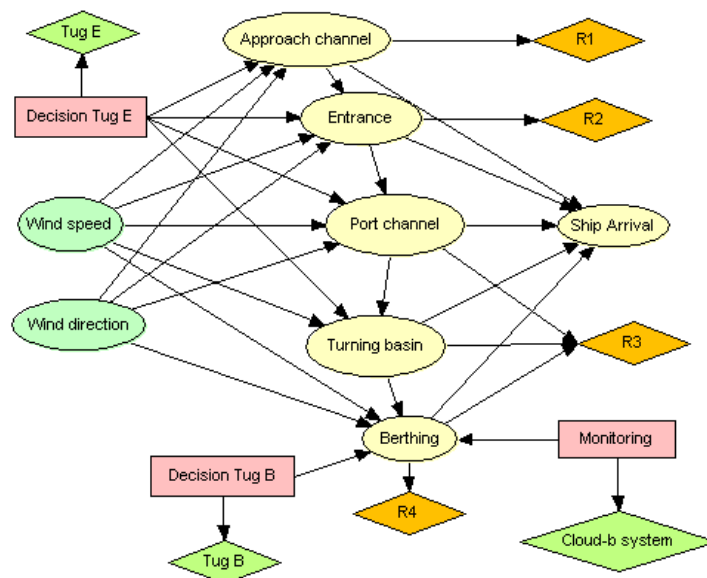 Tug E
Approach channel
R1
Decision Tug E
Entrance
R2
Wind speed
Port channel
Ship Arrival
Wind direction
Turning basin
R3
Berthing
Monitoring
Decision Tug B
R4
Cloud-b system
Tug B